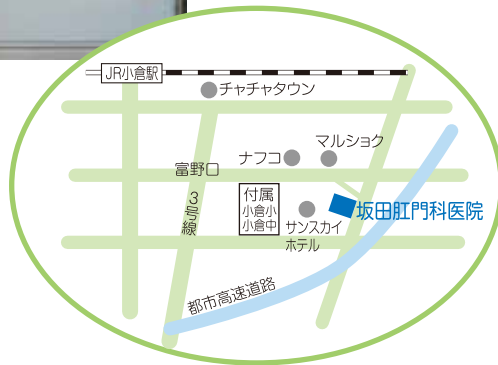 JR小倉駅
チャチャタウン
マルショク
ナフコ
富野口
3号線
付属
小倉小
小倉中
サンスカイ
ホテル
坂田肛門科医院
都市高速道路